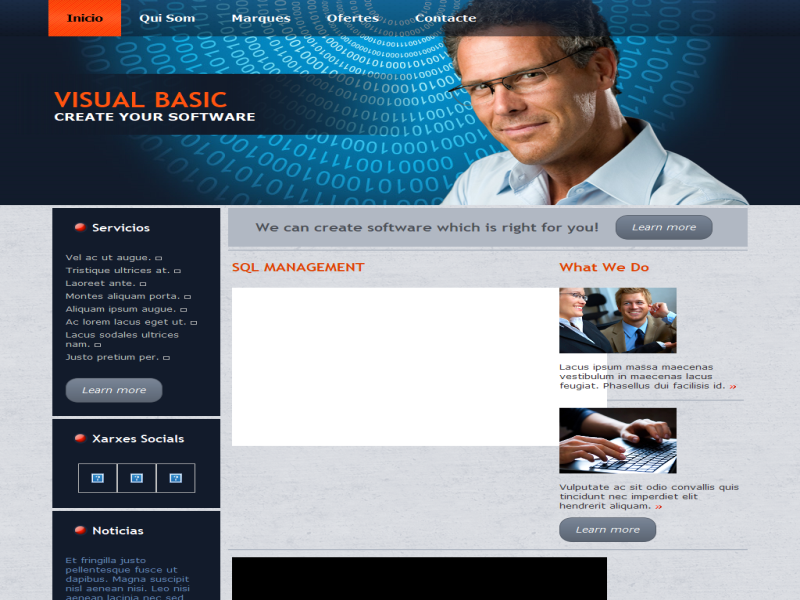 Inicio
Qui Som
Marques
Ofertes
Contacte
VISUAL BASIC
CREATE YOUR SOFTWARE
Servicios
Vel ac ut augue.
Tristique ultrices at.
Laoreet ante.
Montes aliquam porta.
Aliquam ipsum augue.
Ac lorem lacus eget ut.
Lacus sodales ultrices
nam.
Justo pretium per.
Learn more
Xarxes Socials
Noticias
Et fringilla justo
pellentesque fusce ut
dapibus. Magna suscipit
nisl aenean nisi. Leo nisi
aenean lacinia nec sed
We can create software which is right for you!
Learn more
SQL MANAGEMENT
What We Do
Lacus ipsum massa maecenas
vestibulum in maecenas lacus
feugiat. Phasellus dui facilisis id. »
Vulputate ac sit odio convallis quis
tincidunt nec imperdiet elit
hendrerit aliquam. »
Learn more